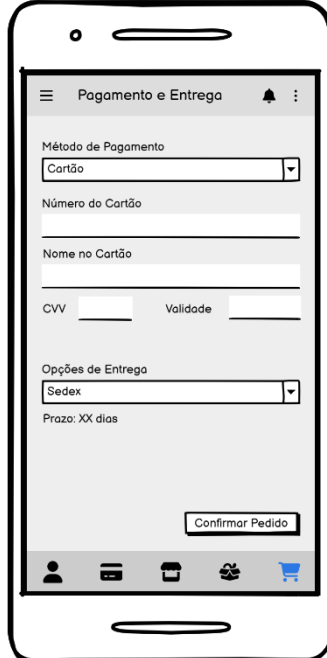 Pagamento e Entrega
Método de Pagamento
Cartão
Número do Cartão
Nome no Cartão
CVV Validade
Opções de Entrega
Sedex
Prazo: XX dias
Confirmar Pedido